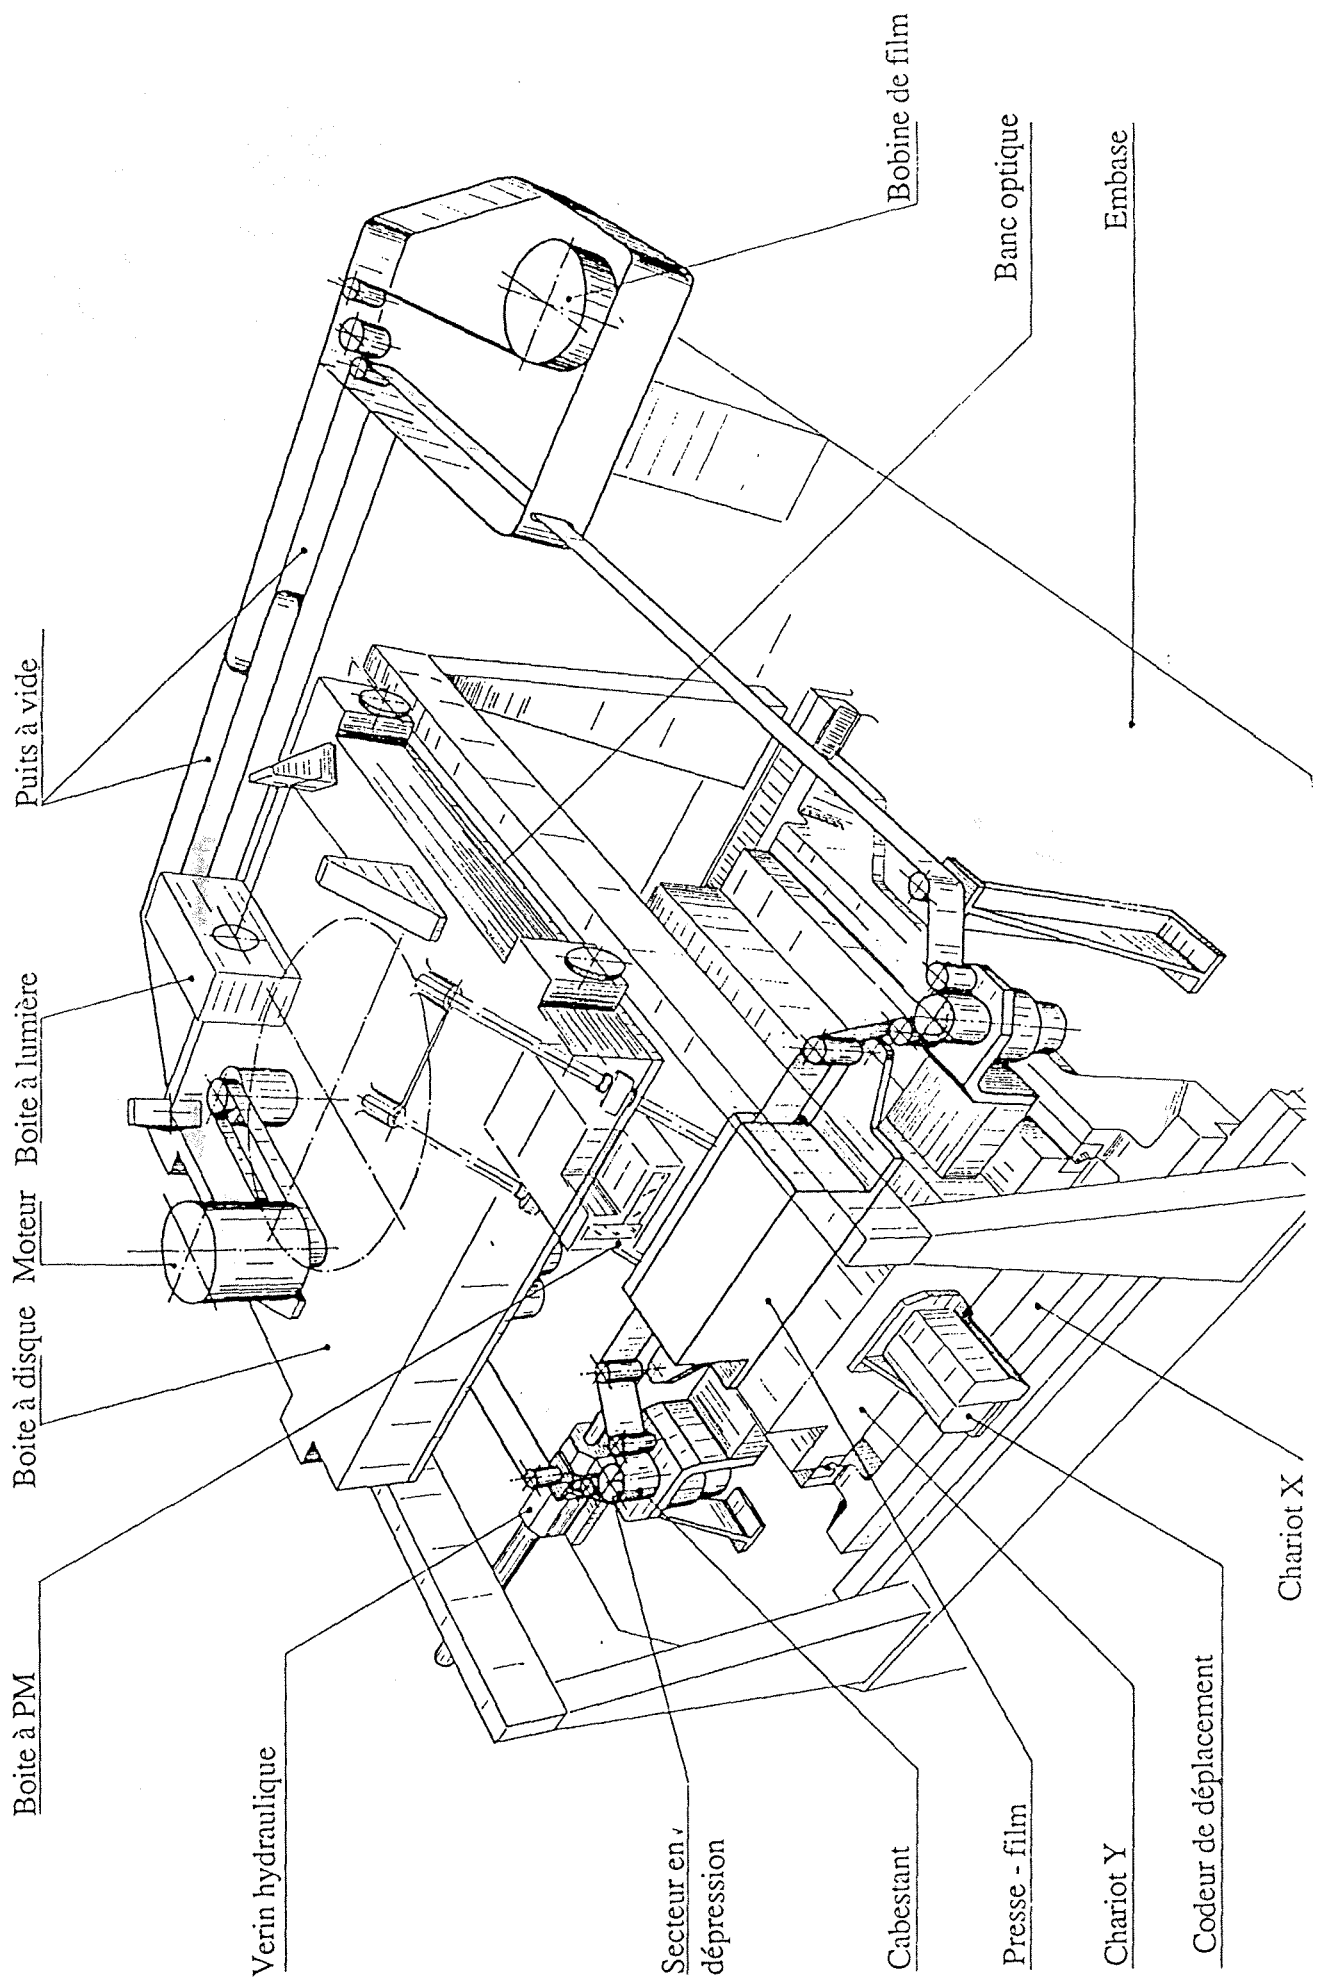 Boite à PM
Boite à disque
Moteur
Boite à lumière
Puits à vide
Verin hydraulique
Secteur en
dépression
Cabestant
Presse - film
Chariot Y
Codeur de déplacement
Chariot X
Bobine de film
Banc optique
Embase